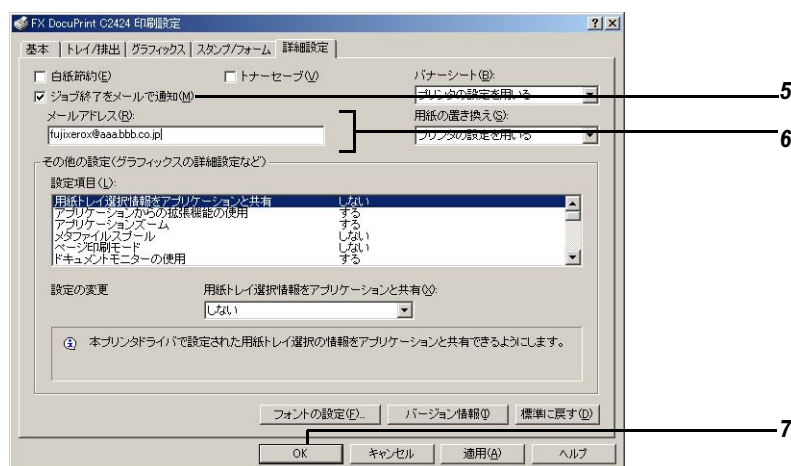 FX DocuPrint C2424 印刷設定
基本 トレイ/排出 グラフィックス スタンプ/フォーム 詳細設定
白紙節約(E) トナーセーブ(V) バナーシート(B):
ジョブ終了をメールで通知(M) プリンタの設定を用いる 5
メールアドレス(R): 用紙の置き換え(S):
fujixerox@aaa.bbb.co.jp プリンタの設定を用いる 6
その他の設定(グラフィックスの詳細設定など)
設定項目(L):
用紙トレイ選択情報をアプリケーションと共有 しない
アプリケーションからの拡張機能の使用 する
アプリケーションズーム する
メタファイルスプール しない
ページ印刷モード しない
ドキュメントモニターの使用 する
設定の変更 用紙トレイ選択情報をアプリケーションと共有(X):
しない
本プリンタドライバで設定された用紙トレイ選択の情報をアプリケーションと共有できるようにします。
フォントの設定(F)... バージョン情報(I) 標準に戻す(D)
OK キャンセル 適用(A) ヘルプ 7